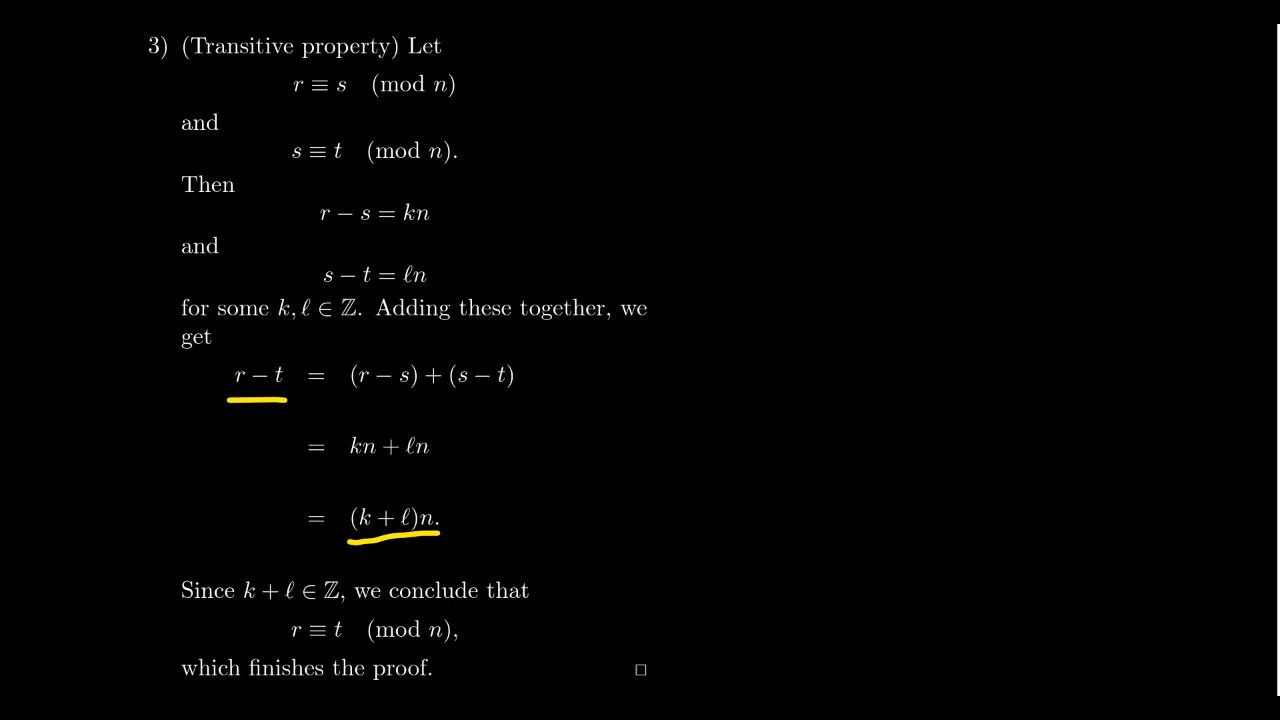 3) (Transitive property) Let
r ≡ s (mod n)
and
s ≡ t (mod n).
Then
r − s = kn
and
s − t = ℓn
for some k, ℓ ∈ ℤ. Adding these together, we
get
r − t = (r − s) + (s − t)
= kn + ℓn
= (k + ℓ)n.
Since k + ℓ ∈ ℤ, we conclude that
r ≡ t (mod n),
which finishes the proof. □